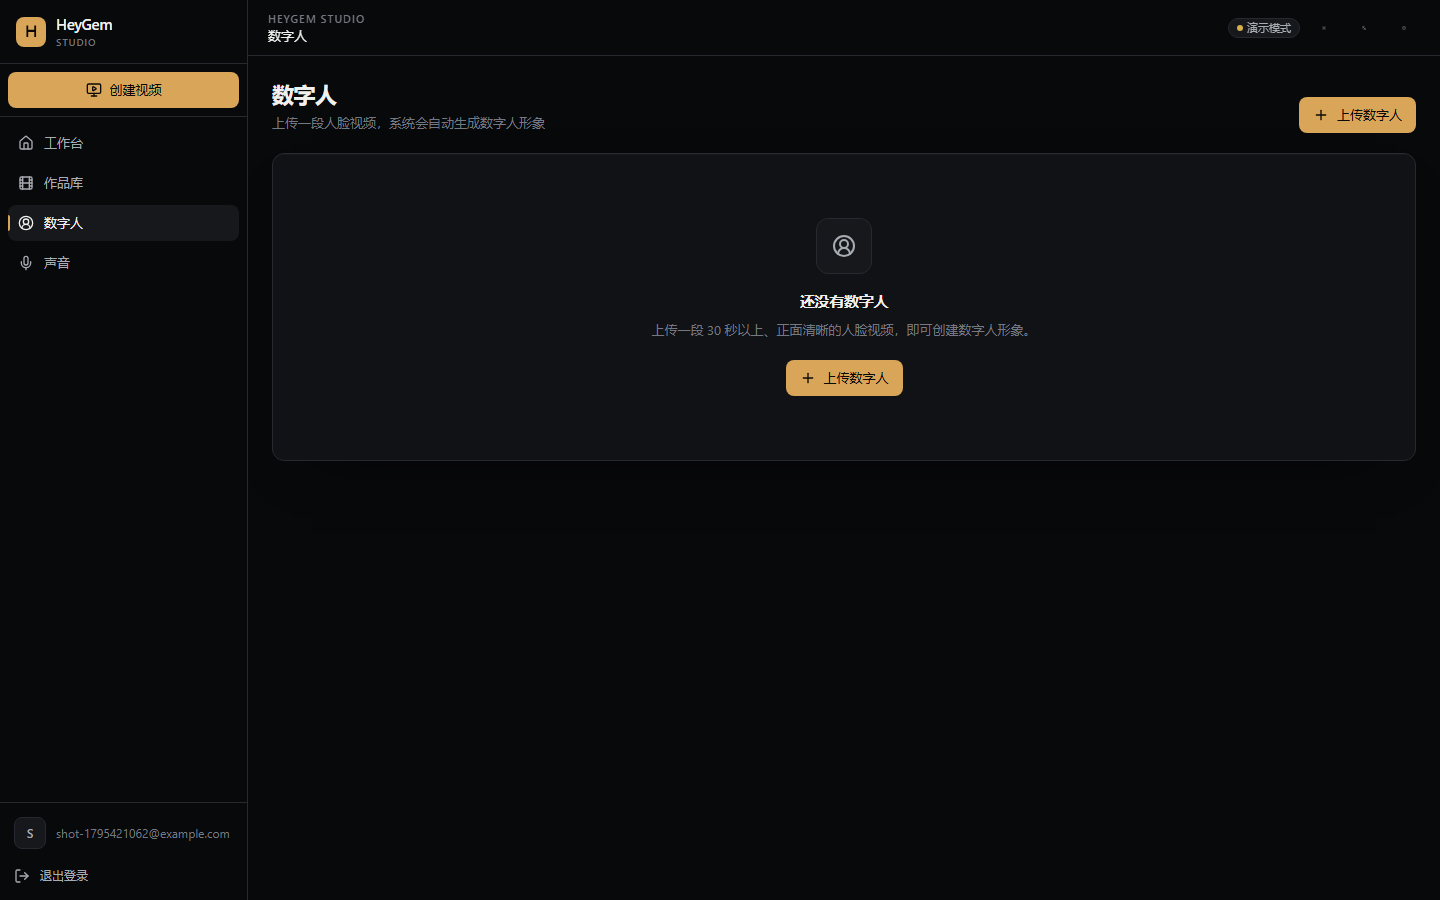 H
HeyGem
STUDIO
创建视频
工作台
作品库
数字人
声音
S
shot-1795421062@example.com
退出登录
HEYGEM STUDIO
数字人
演示模式
数字人
上传一段人脸视频，系统会自动生成数字人形象
上传数字人
还没有数字人
上传一段 30 秒以上、正面清晰的人脸视频，即可创建数字人形象。
上传数字人